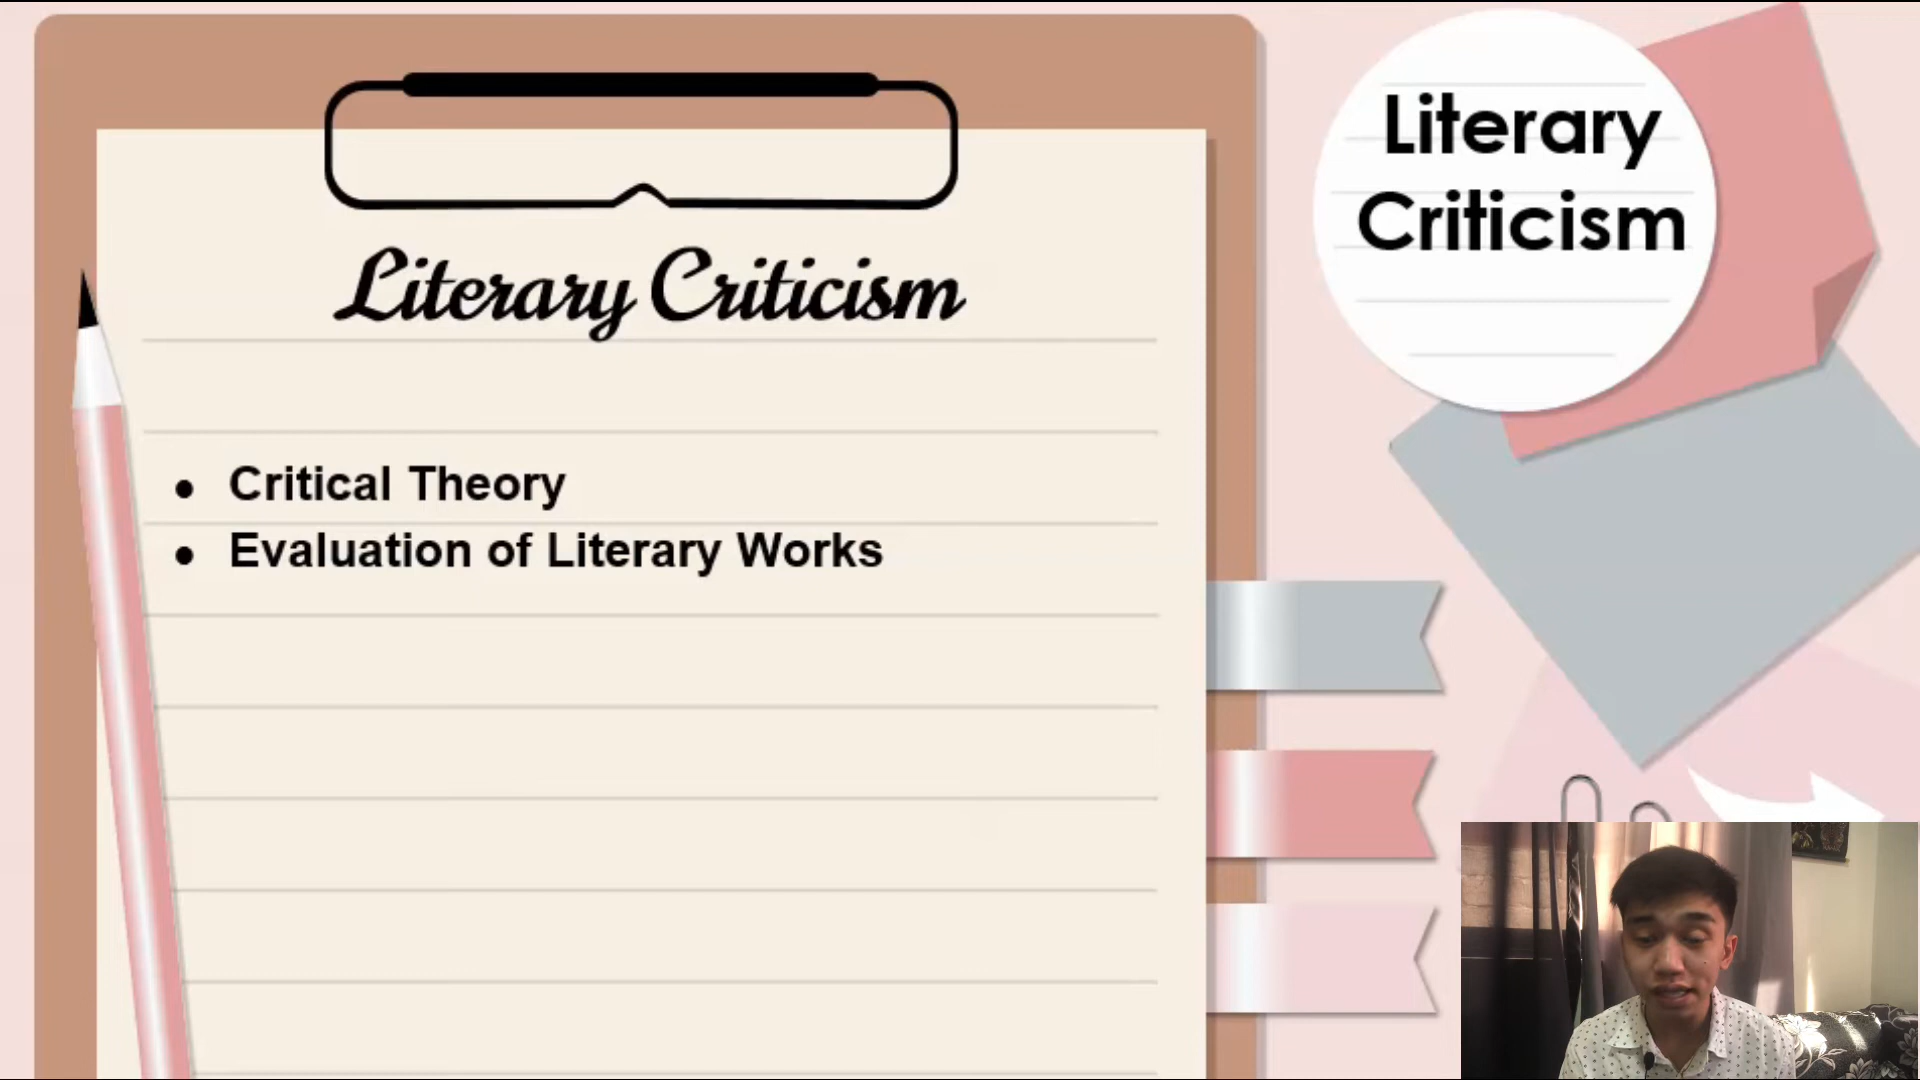 Literary Criticism
• Critical Theory
• Evaluation of Literary Works
Literary
Criticism